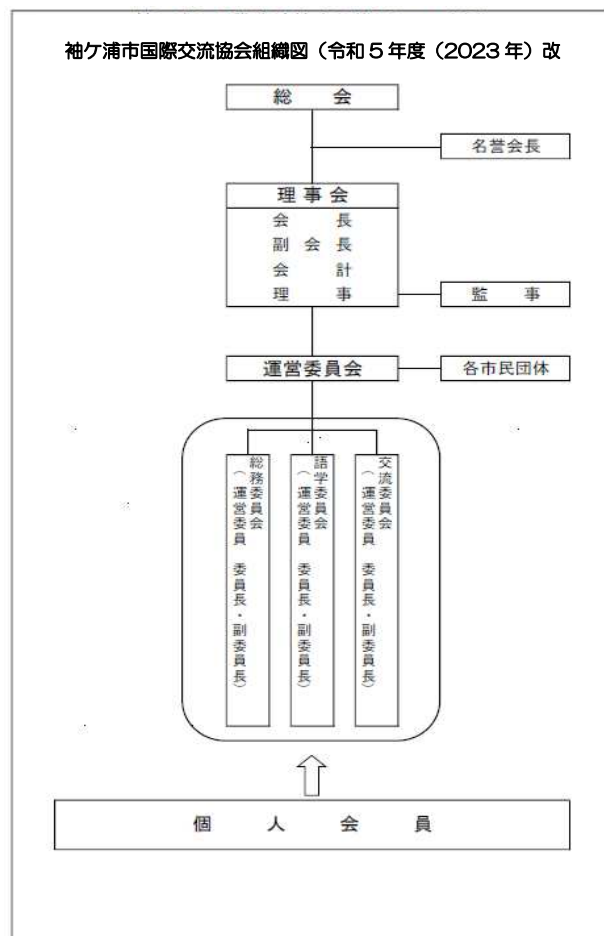 袖ケ浦市国際交流協会組織図（令和５年度（2023 年）改
総　会
名誉会長
理 事 会
会　　　長
副　会　長
会　　　計
理　　　事
監　事
運営委員会
各市民団体
総務委員会
（運営委員　委員長・副委員長）
語学委員会
（運営委員　委員長・副委員長）
交流委員会
（運営委員　委員長・副委員長）
個　人　会　員